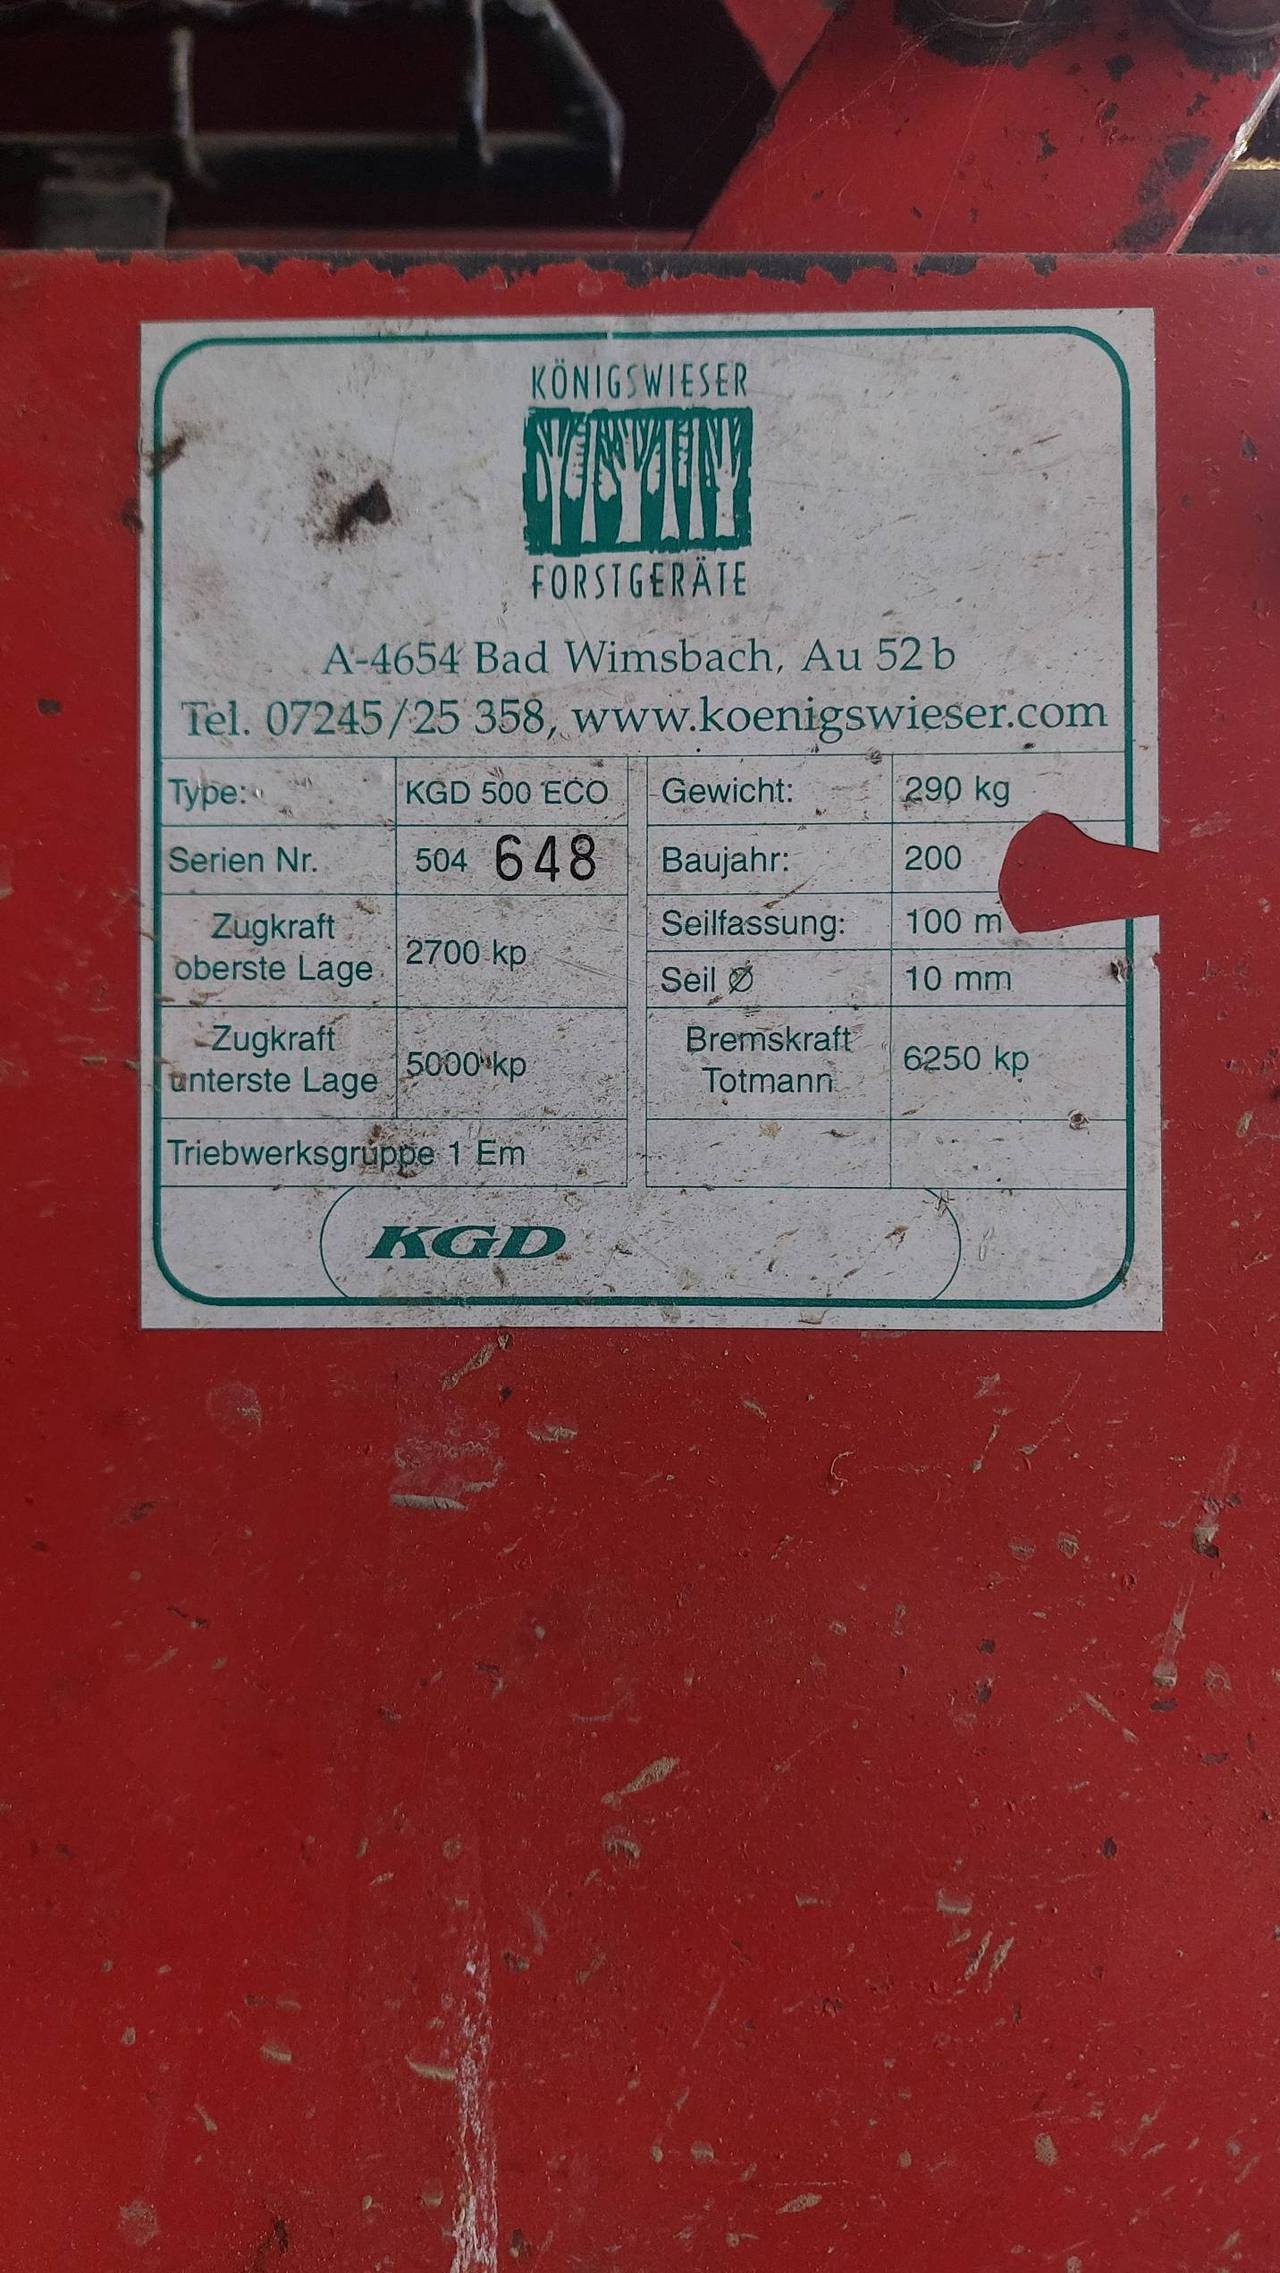 KÖNIGSWIESER
FORSTGERÄTE
A-4654 Bad Wimsbach, Au 52 b
Tel. 07245/25 358, www.koenigswieser.com
Type: KGD 500 ECO Gewicht: 290 kg
Serien Nr. 504 648 Baujahr: 200
Zugkraft
oberste Lage 2700 kp
Seilfassung: 100 m
Seil Ø 10 mm
Zugkraft
unterste Lage 5000 kp
Bremskraft
Totmann 6250 kp
Triebwerksgruppe 1 Em
KGD